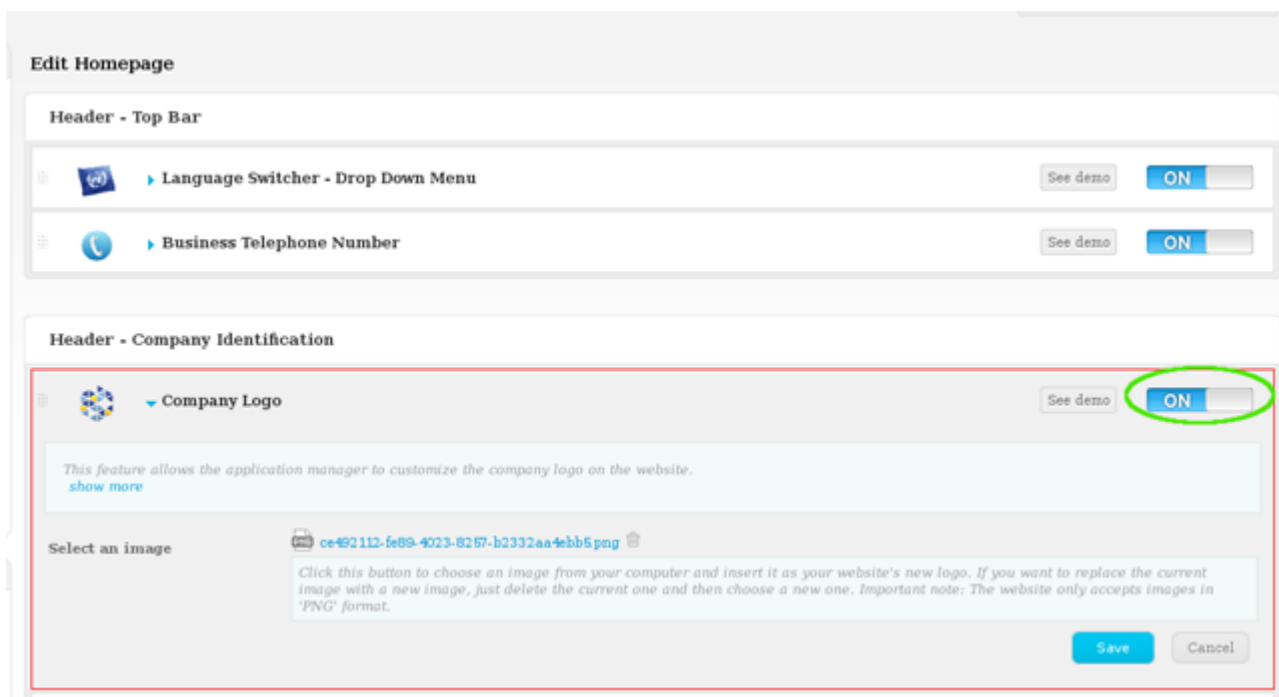 Edit Homepage
Header - Top Bar
Language Switcher - Drop Down Menu
See demo
ON
Business Telephone Number
See demo
ON
Header - Company Identification
Company Logo
See demo
ON
This feature allows the application manager to customize the company logo on the website.
show more
Select an image
ce492112-fe89-4023-8257-b2332aa4ebb5.png
Click this button to choose an image from your computer and insert it as your website's new logo. If you want to replace the current
image with a new image, just delete the current one and then choose a new one. Important note: The website only accepts images in
'PNG' format.
Save
Cancel